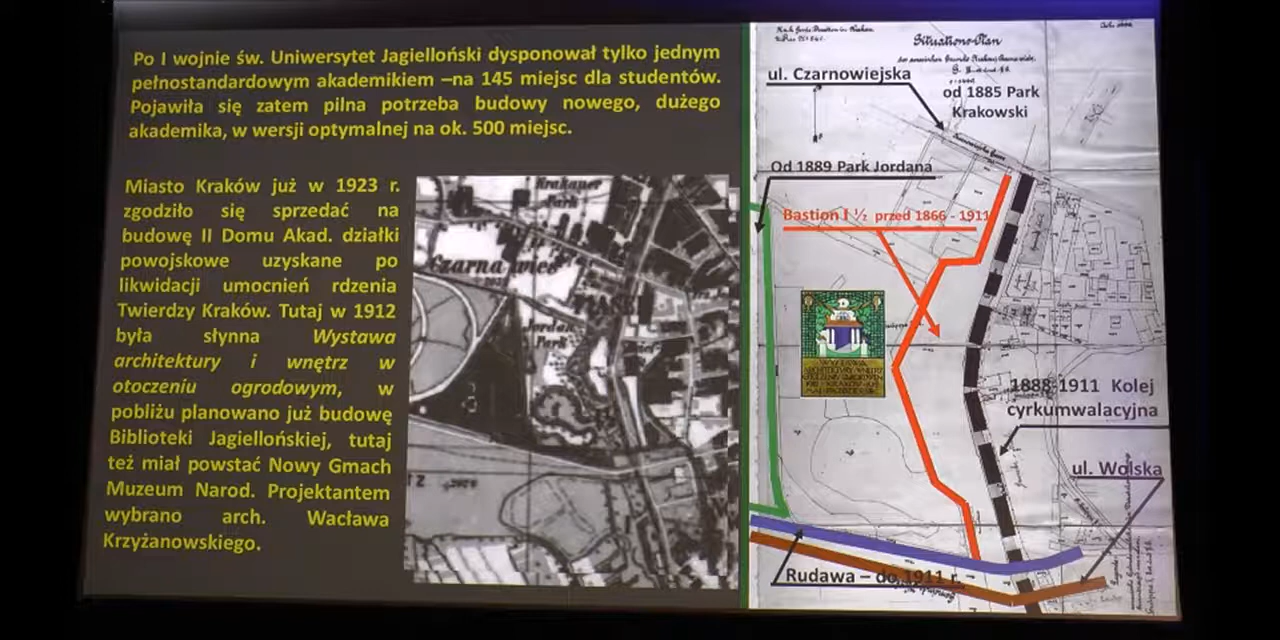 Po I wojnie św. Uniwersytet Jagielloński dysponował tylko jednym
pełnostandardowym akademikiem –na 145 miejsc dla studentów.
Pojawiła się zatem pilna potrzeba budowy nowego, dużego
akademika, w wersji optymalnej na ok. 500 miejsc.
Miasto Kraków już w 1923 r.
zgodziło się sprzedać na
budowę II Domu Akad. działki
powojskowe uzyskane po
likwidacji umocnień rdzenia
Twierdzy Kraków. Tutaj w 1912
była słynna Wystawa
architektury i wnętrz w
otoczeniu ogrodowym, w
pobliżu planowano już budowę
Biblioteki Jagiellońskiej, tutaj
też miał powstać Nowy Gmach
Muzeum Narod. Projektantem
wybrano arch. Wacława
Krzyżanowskiego.
Krakauer
Park
Czarna wieś
Jordan
Park
Situations-Plan
ul. Czarnowiejska
od 1885 Park
Krakowski
Od 1889 Park Jordana
Bastion I ½ przed 1866 - 1911
1888-1911 Kolej
cyrkumwalacyjna
ul. Wolska
Rudawa – do 1911 r.